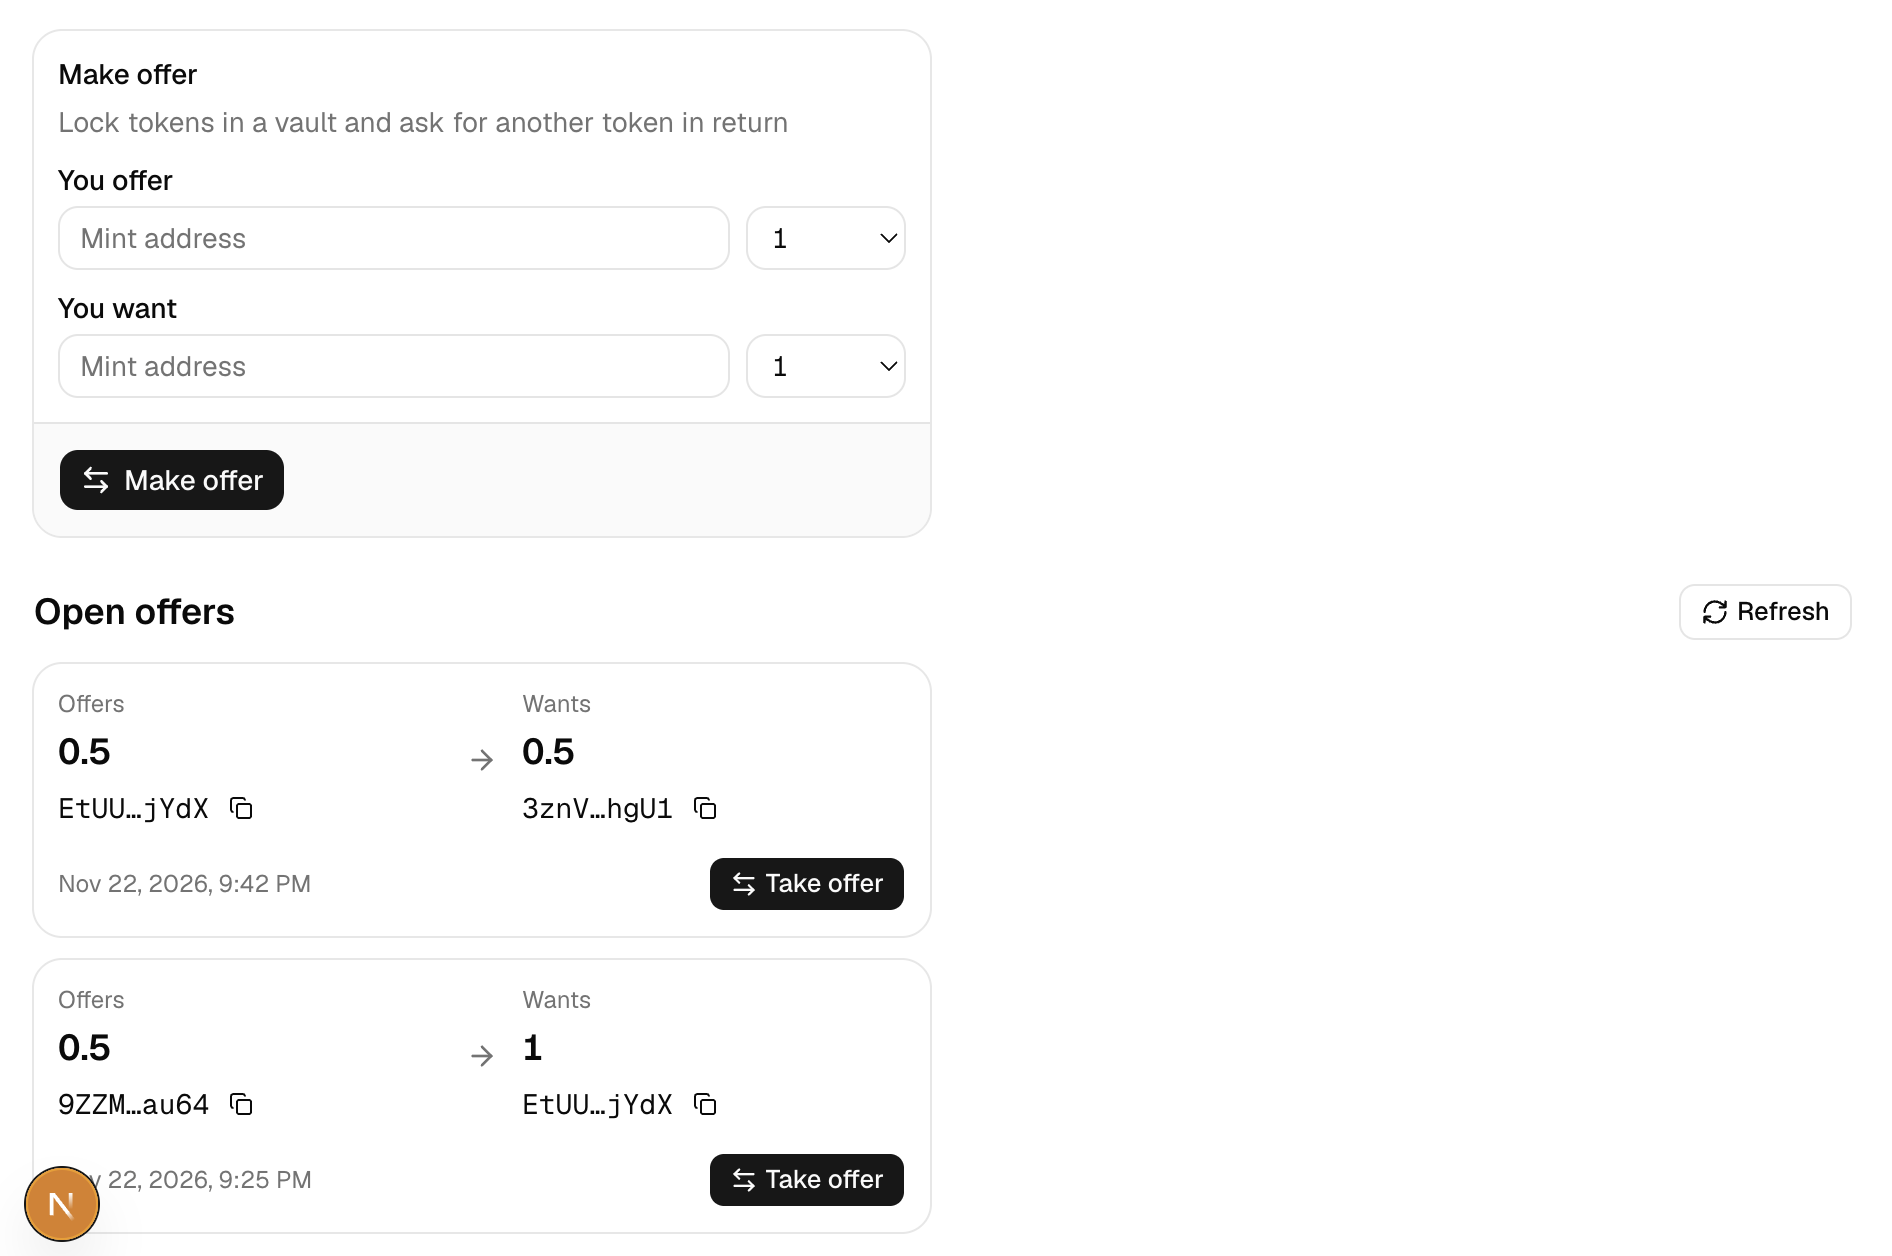 Make offer
Lock tokens in a vault and ask for another token in return
You offer
Mint address
1
You want
Mint address
1
Make offer
Open offers
Refresh
Offers
0.5
EtUU…jYdX
Wants
0.5
3znV…hgU1
Nov 22, 2026, 9:42 PM
Take offer
Offers
0.5
9ZZM…au64
Wants
1
EtUU…jYdX
22, 2026, 9:25 PM
Take offer
N